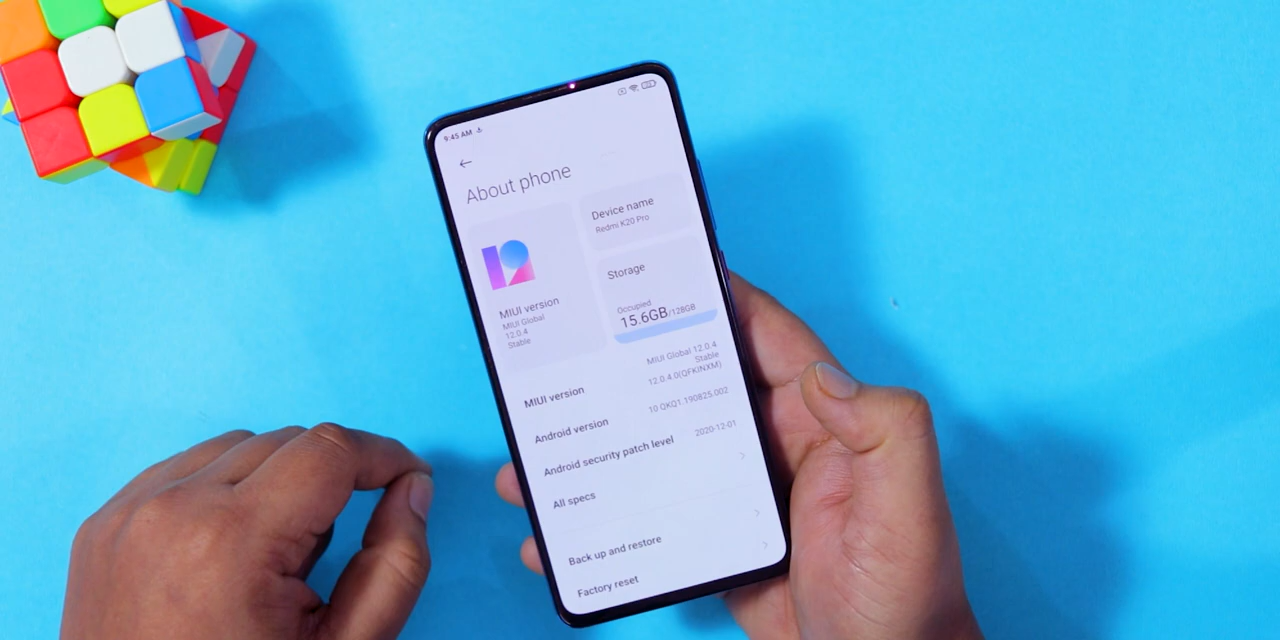 9:45 AM
About phone
MIUI version
MIUI Global
12.0.4
Stable
Device name
Redmi K20 Pro
Storage
Occupied
15.6GB/128GB
MIUI version
MIUI Global 12.0.4
Stable
12.0.4.0(QFKINXM)
Android version
10 QKQ1.190825.002
Android security patch level
2020-12-01
All specs
Back up and restore
Factory reset